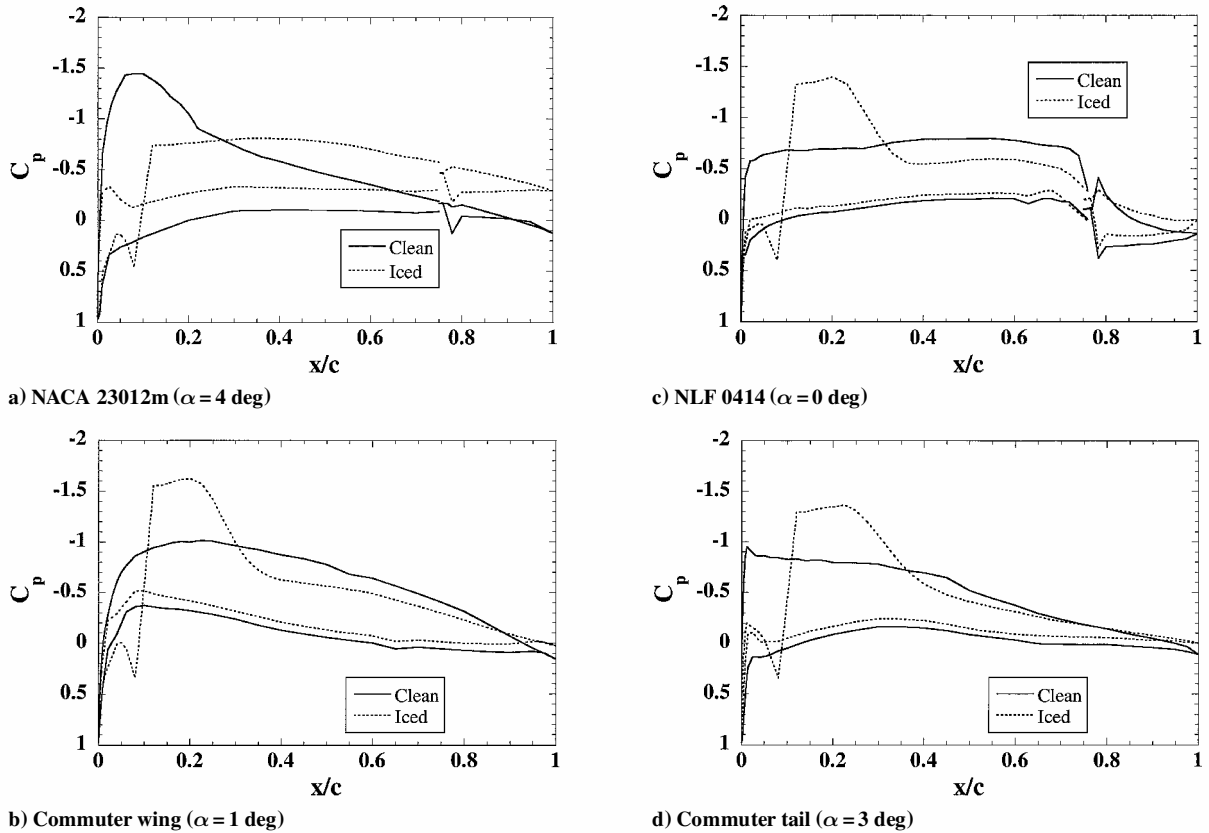 -2
-1.5
-1
-0.5
0
0.5
1
C_p
Clean
Iced
0 0.2 0.4 0.6 0.8 1
x/c
a) NACA 23012m (α = 4 deg)
-2
-1.5
-1
-0.5
0
0.5
1
C_p
Clean
Iced
0 0.2 0.4 0.6 0.8 1
x/c
c) NLF 0414 (α = 0 deg)
-2
-1.5
-1
-0.5
0
0.5
1
C_p
Clean
Iced
0 0.2 0.4 0.6 0.8 1
x/c
b) Commuter wing (α = 1 deg)
-2
-1.5
-1
-0.5
0
0.5
1
C_p
Clean
Iced
0 0.2 0.4 0.6 0.8 1
x/c
d) Commuter tail (α = 3 deg)